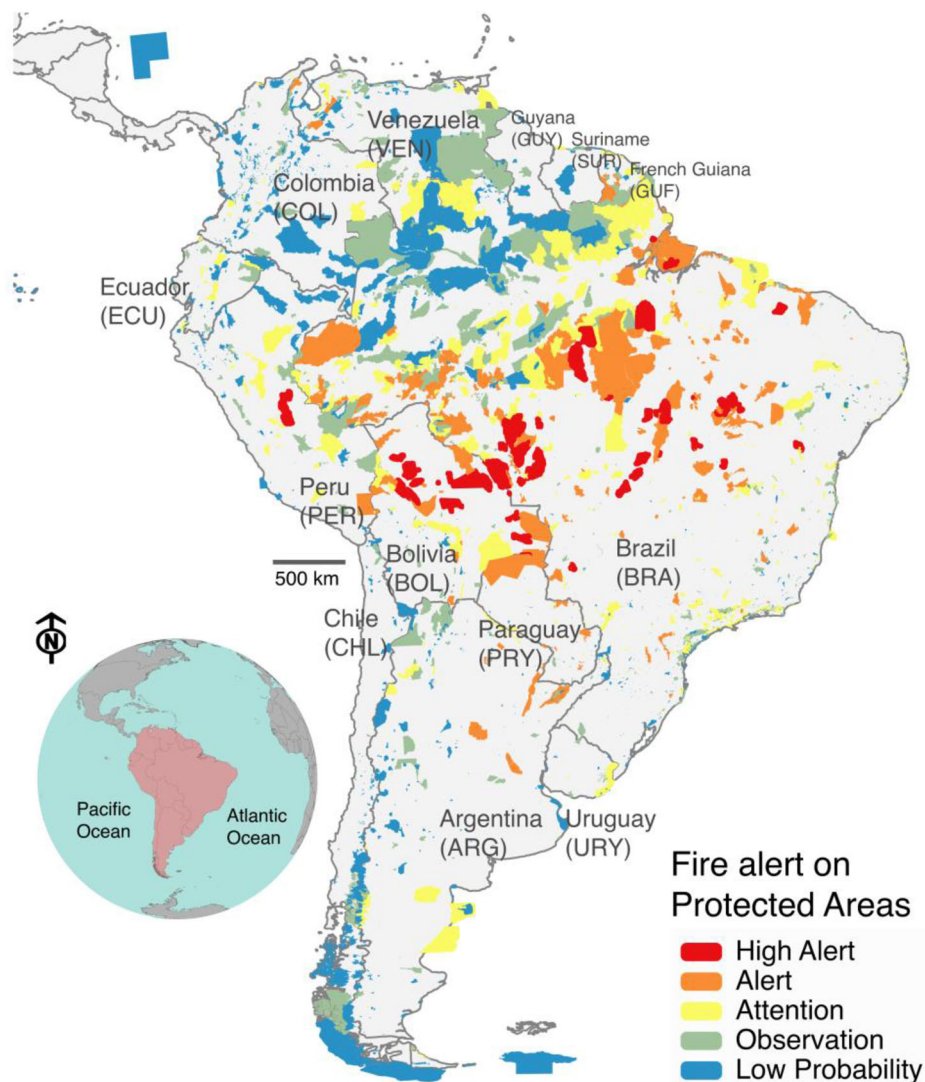 Venezuela
(VEN)
Guyana
(GUY)
Suriname
(SUR)
French Guiana
(GUF)
Colombia
(COL)
Ecuador
(ECU)
Peru
(PER)
Bolivia
(BOL)
Brazil
(BRA)
500 km
Chile
(CHL)
Paraguay
(PRY)
N
Pacific
Ocean
Atlantic
Ocean
Argentina
(ARG)
Uruguay
(URY)
Fire alert on
Protected Areas
High Alert
Alert
Attention
Observation
Low Probability